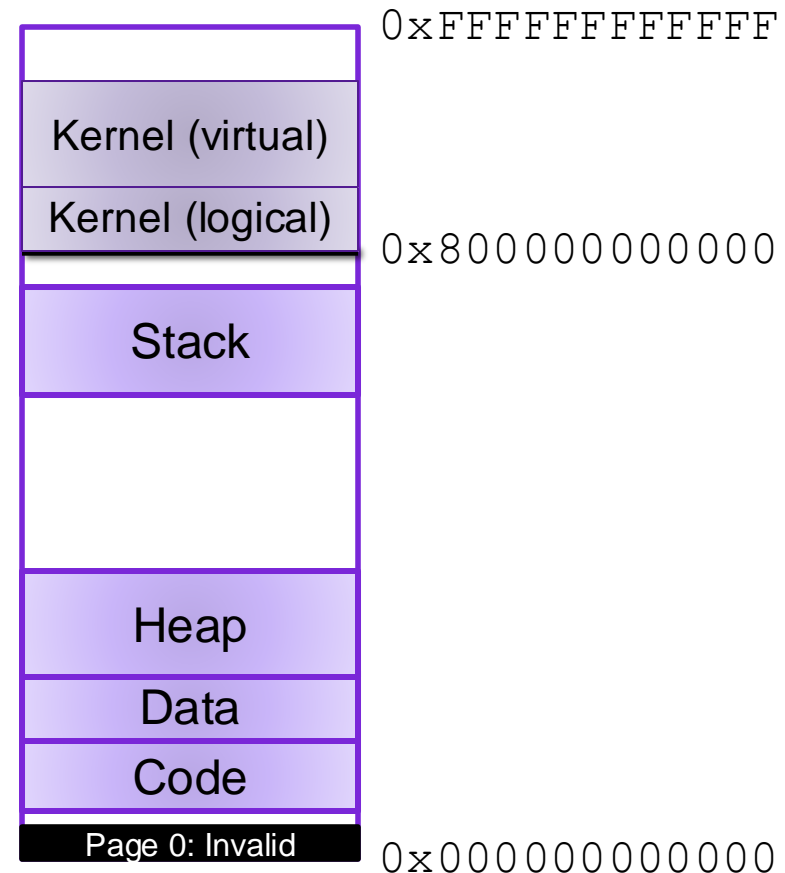 0xFFFFFFFFFFFF
Kernel (virtual)
Kernel (logical)
0x800000000000
Stack
Heap
Data
Code
Page 0: Invalid
0x000000000000